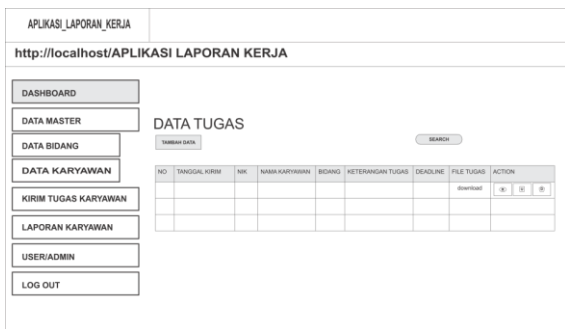 APLIKASI_LAPORAN_KERJA
http://localhost/APLIKASI LAPORAN KERJA
DASHBOARD
DATA MASTER
DATA BIDANG
DATA KARYAWAN
KIRIM TUGAS KARYAWAN
LAPORAN KARYAWAN
USER/ADMIN
LOG OUT
DATA TUGAS
TAMBAH DATA
SEARCH
NO TANGGAL KIRIM NIK NAMA KARYAWAN BIDANG KETERANGAN TUGAS DEADLINE FILE TUGAS ACTION
download